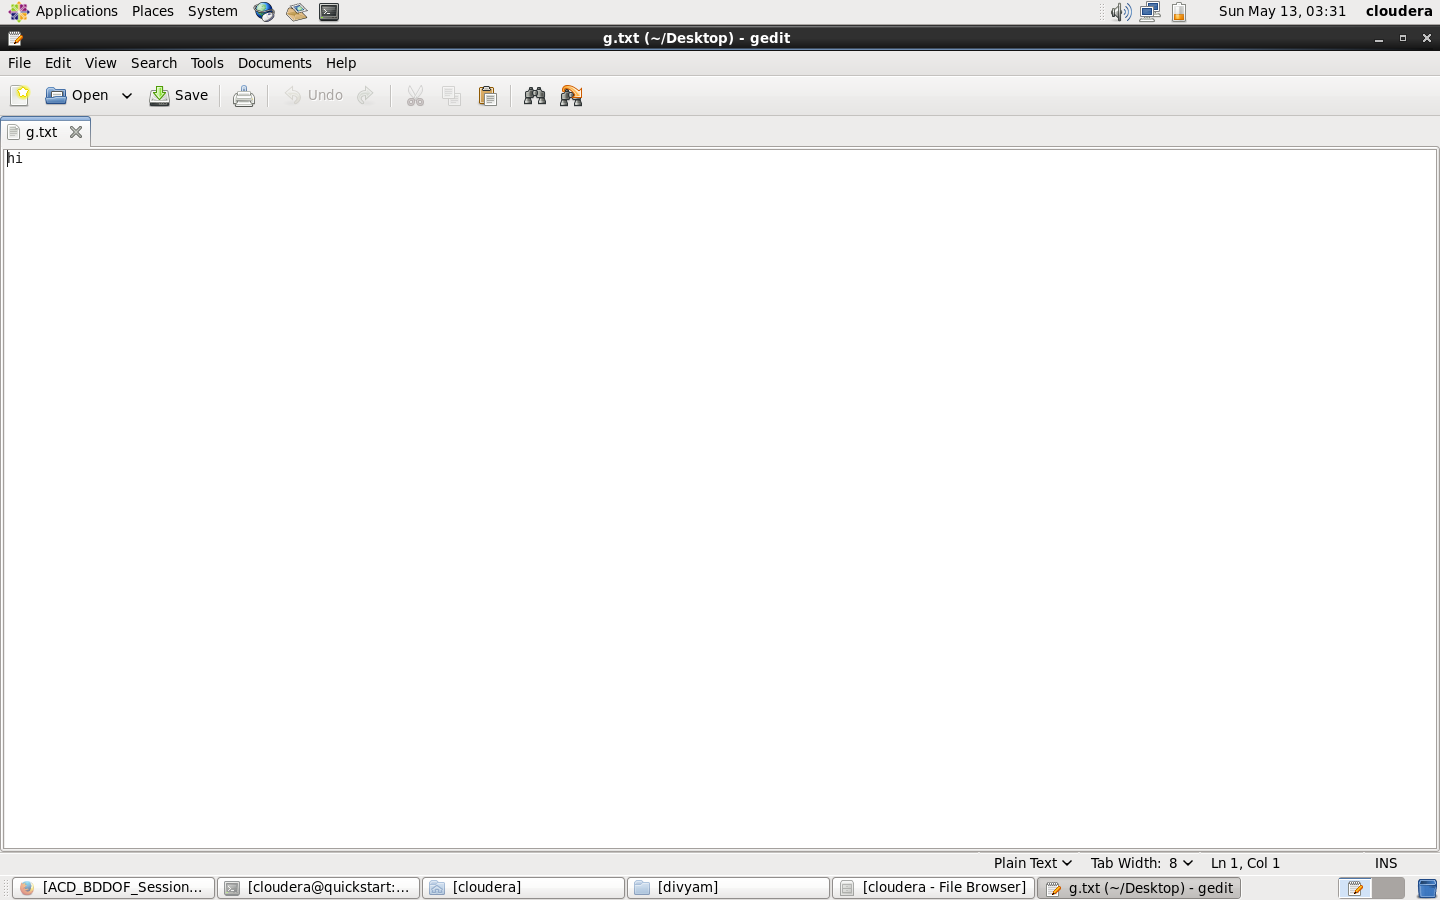 Applications Places System Sun May 13, 03:31 cloudera
g.txt (~/Desktop) - gedit
File Edit View Search Tools Documents Help
Open Save Undo
g.txt
hi
Plain Text Tab Width: 8 Ln 1, Col 1 INS
[ACD_BDDOF_Session... [cloudera@quickstart:... [cloudera] [divyam] [cloudera - File Browser] g.txt (~/Desktop) - gedit